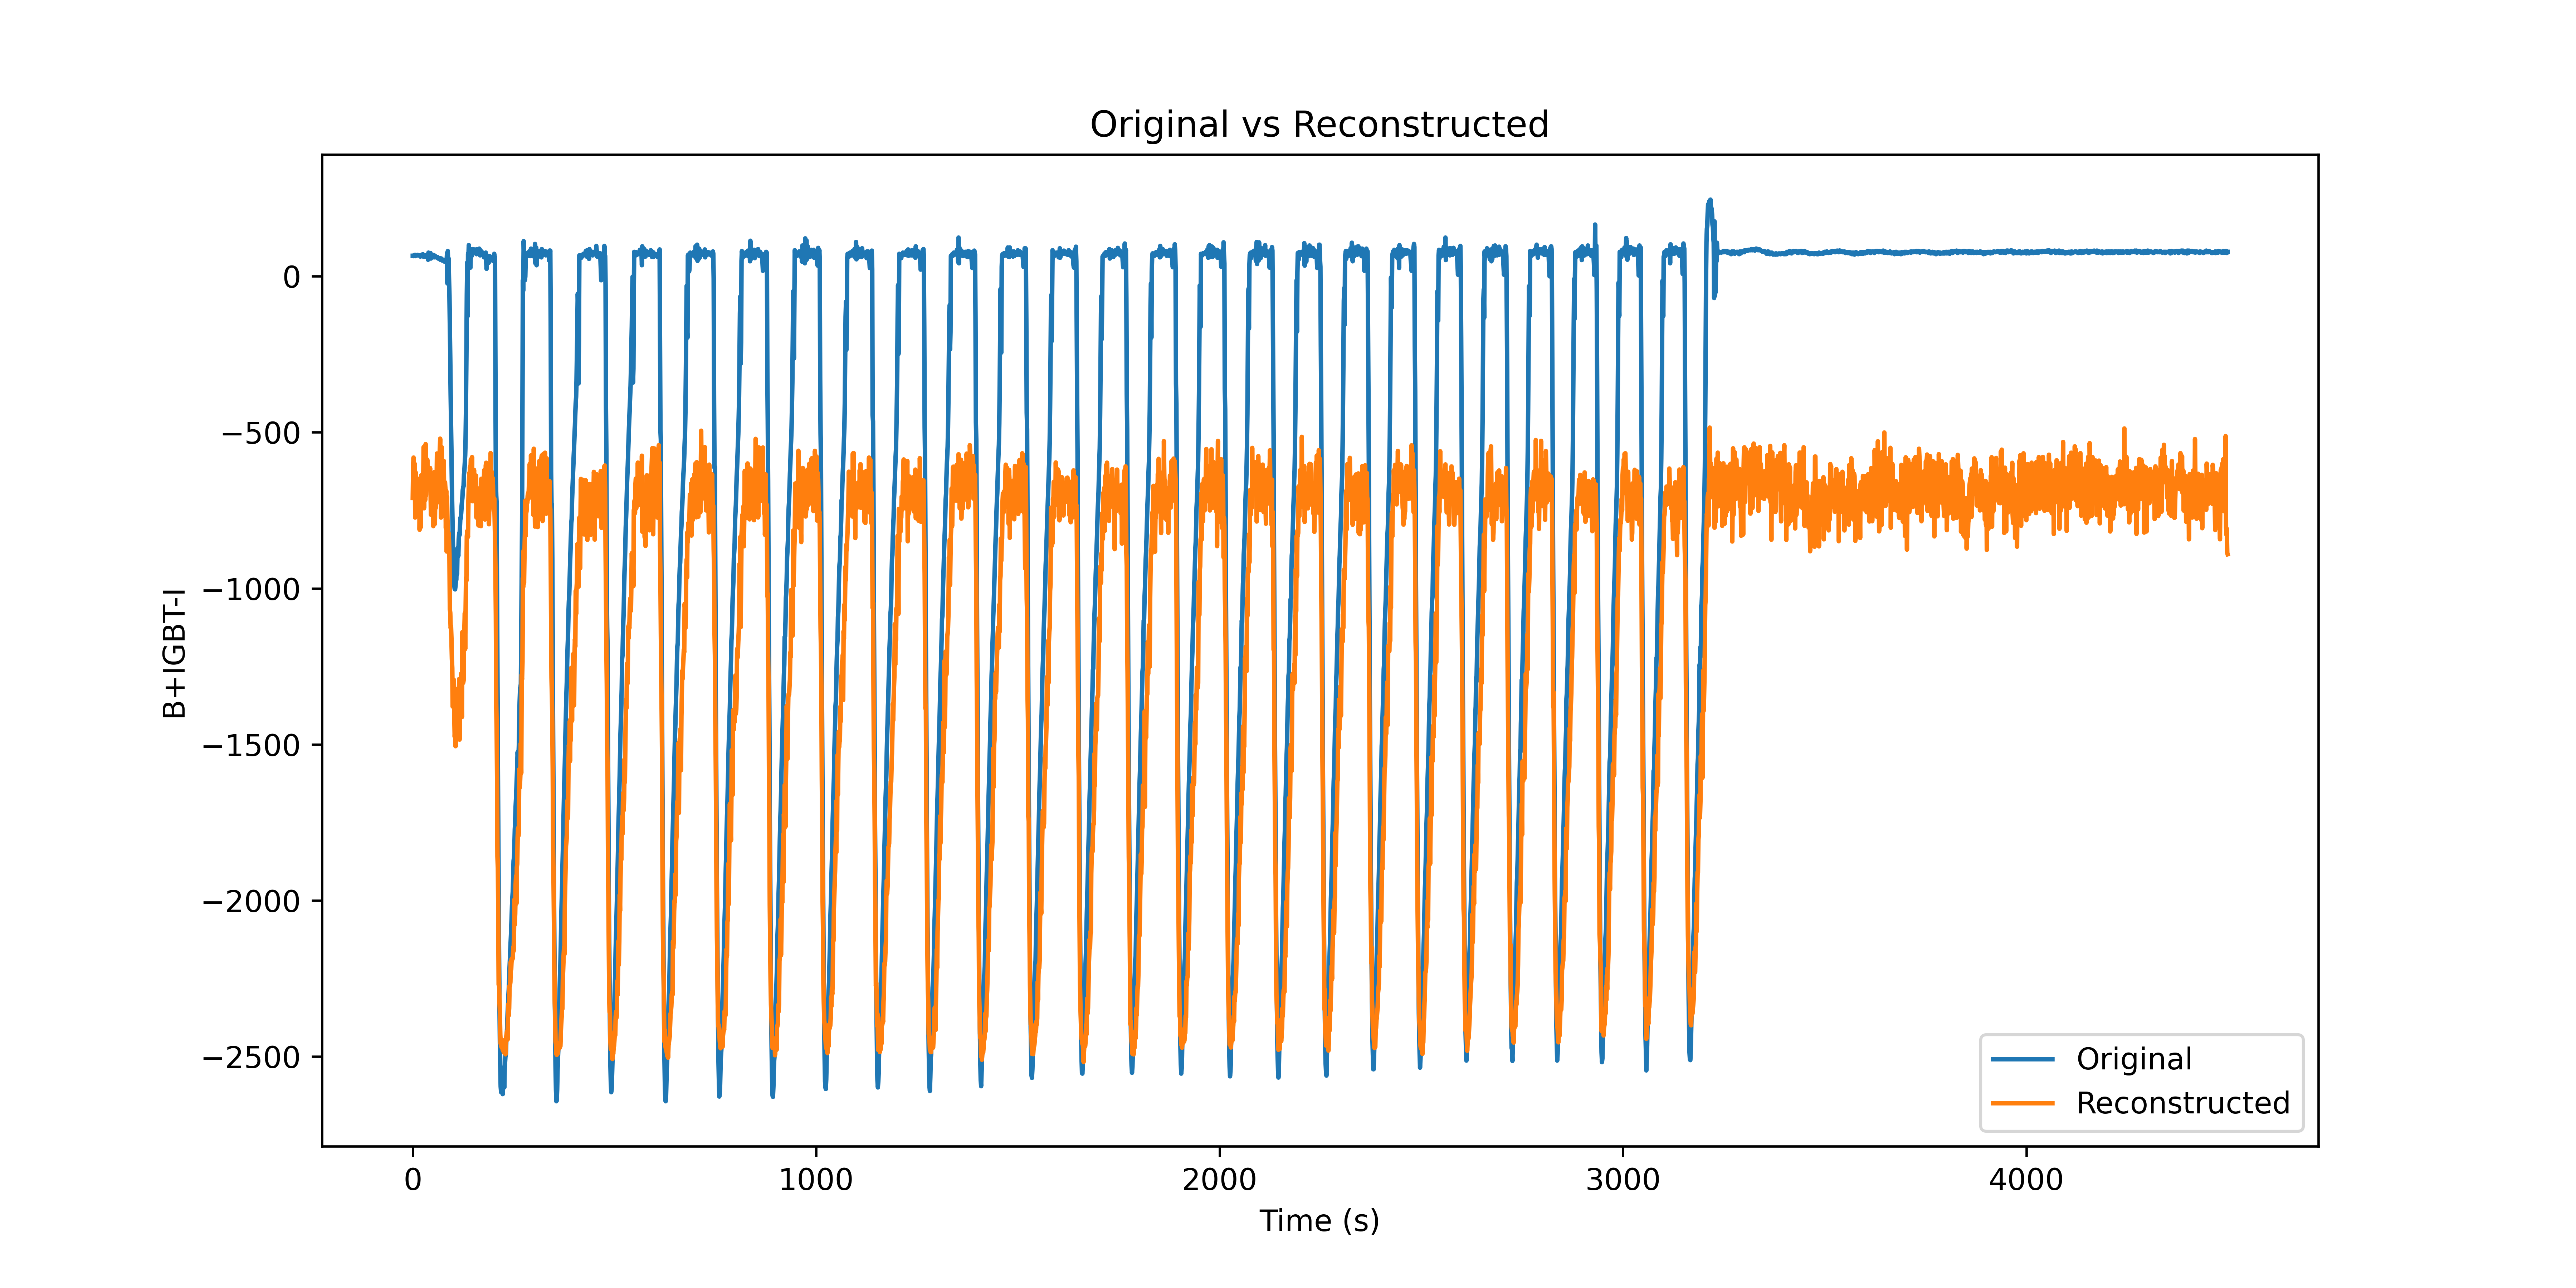 Original vs Reconstructed
B+IGBT-I
0
−500
−1000
−1500
−2000
−2500
0 1000 2000 3000 4000
Time (s)
Original
Reconstructed